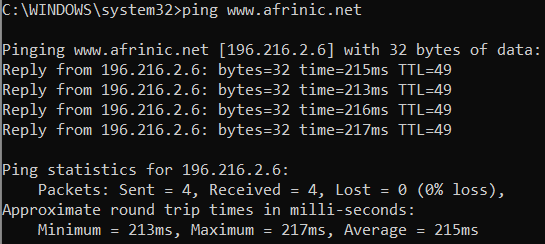 C:\WINDOWS\system32>ping www.afrinic.net
Pinging www.afrinic.net [196.216.2.6] with 32 bytes of data:
Reply from 196.216.2.6: bytes=32 time=215ms TTL=49
Reply from 196.216.2.6: bytes=32 time=213ms TTL=49
Reply from 196.216.2.6: bytes=32 time=216ms TTL=49
Reply from 196.216.2.6: bytes=32 time=217ms TTL=49
Ping statistics for 196.216.2.6:
    Packets: Sent = 4, Received = 4, Lost = 0 (0% loss),
Approximate round trip times in milli-seconds:
    Minimum = 213ms, Maximum = 217ms, Average = 215ms